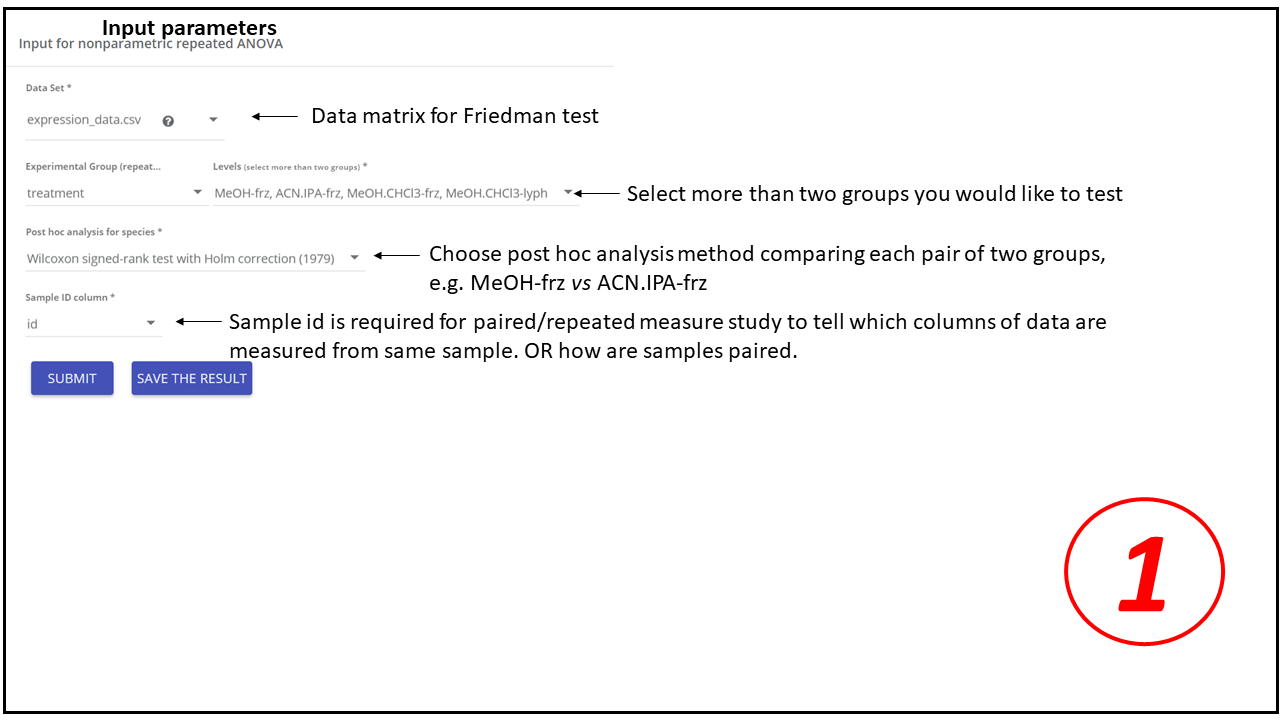 Input parameters
Input for nonparametric repeated ANOVA
Data Set *
expression_data.csv ?
Data matrix for Friedman test
Experimental Group (repeat... Levels (select more than two groups) *
treatment MeOH-frz, ACN.IPA-frz, MeOH.CHCl3-frz, MeOH.CHCl3-lyph
Select more than two groups you would like to test
Post hoc analysis for species *
Wilcoxon signed-rank test with Holm correction (1979)
Choose post hoc analysis method comparing each pair of two groups,
e.g. MeOH-frz vs ACN.IPA-frz
Sample ID column *
id
Sample id is required for paired/repeated measure study to tell which columns of data are
measured from same sample. OR how are samples paired.
SUBMIT SAVE THE RESULT
1